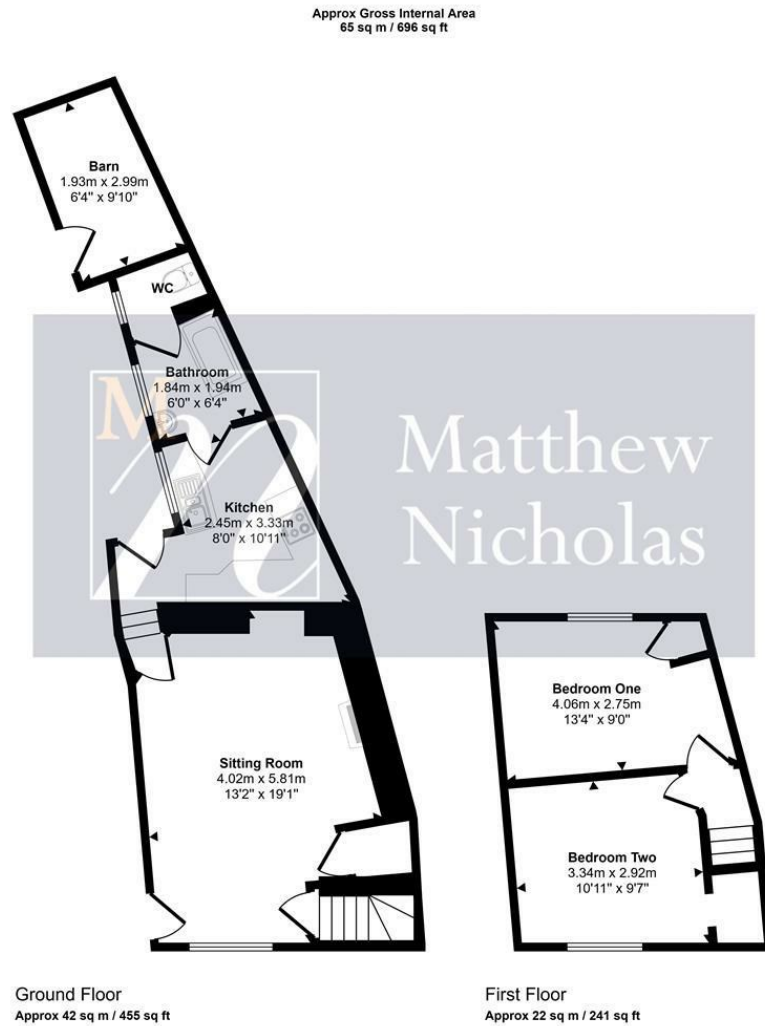 Approx Gross Internal Area
65 sq m / 696 sq ft
Barn
1.93m x 2.99m
6'4" x 9'10"
WC
Bathroom
1.84m x 1.94m
6'0" x 6'4"
Kitchen
2.45m x 3.33m
8'0" x 10'11"
Matthew
Nicholas
M
n
Sitting Room
4.02m x 5.81m
13'2" x 19'1"
Bedroom One
4.06m x 2.75m
13'4" x 9'0"
Bedroom Two
3.34m x 2.92m
10'11" x 9'7"
Ground Floor
Approx 42 sq m / 455 sq ft
First Floor
Approx 22 sq m / 241 sq ft